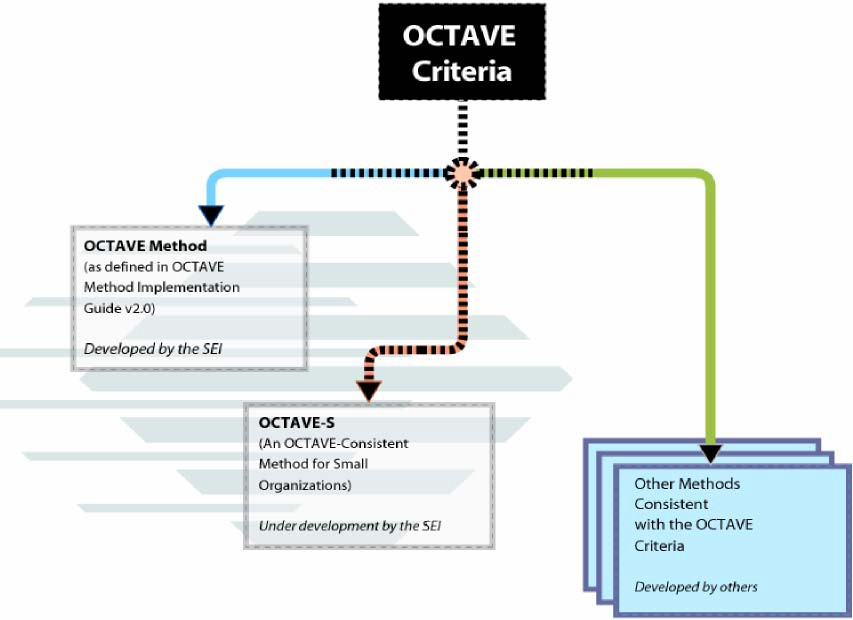 OCTAVE
Criteria
OCTAVE Method
(as defined in OCTAVE
Method Implementation
Guide v2.0)
Developed by the SEI
OCTAVE-S
(An OCTAVE-Consistent
Method for Small
Organizations)
Under development by the SEI
Other Methods
Consistent
with the OCTAVE
Criteria
Developed by others